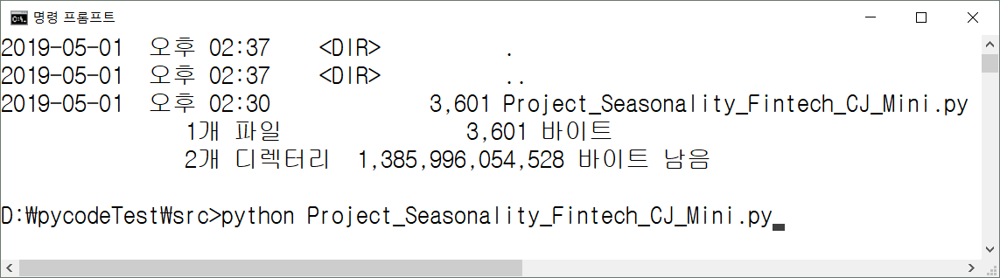 명령 프롬프트
2019-05-01 오후 02:37 <DIR> .
2019-05-01 오후 02:37 <DIR> ..
2019-05-01 오후 02:30 3,601 Project_Seasonality_Fintech_CJ_Mini.py
1개 파일 3,601 바이트
2개 디렉터리 1,385,996,054,528 바이트 남음
D:₩pycodeTest₩src>python Project_Seasonality_Fintech_CJ_Mini.py